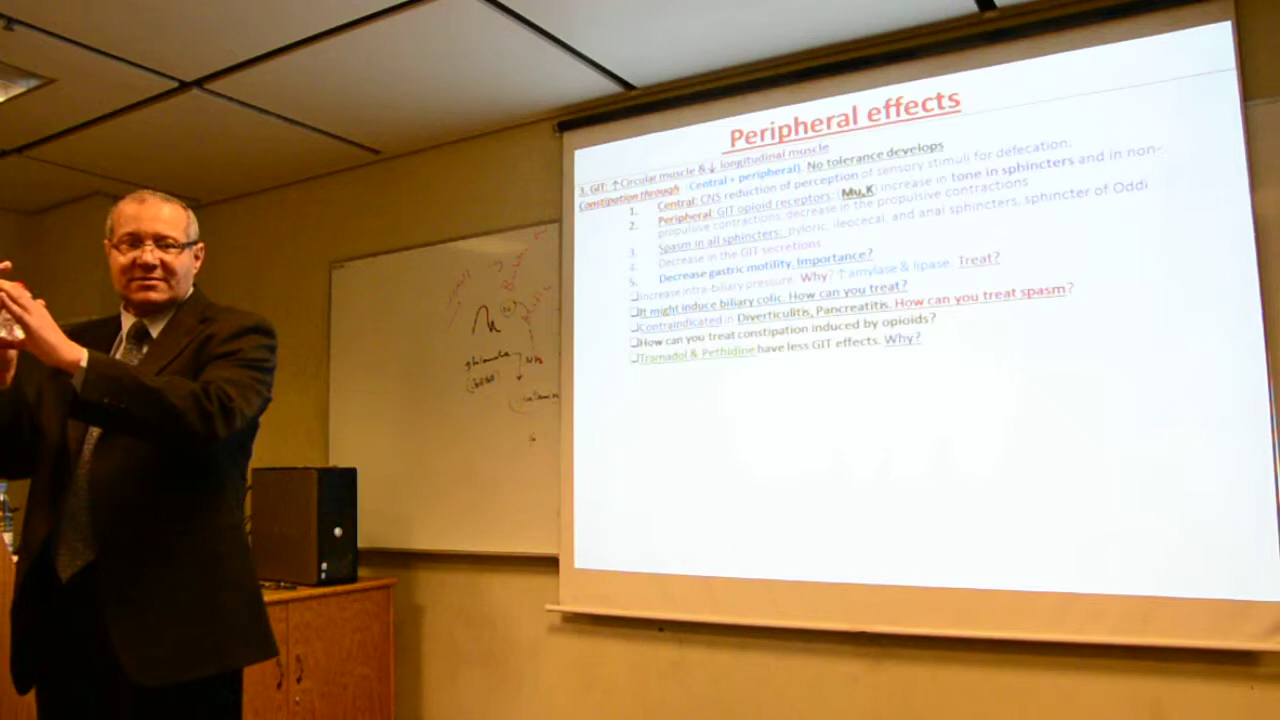 Peripheral effects
3. GIT: ↑Circular muscle &↓ longitudinal muscle
Constipation through (Central + peripheral). No tolerance develops
1. Central: CNS reduction of perception of sensory stimuli for defecation;
2. Peripheral: GIT opioid receptors: (Mu,K) increase in tone in sphincters and in non-
propulsive contractions; decrease in the propulsive contractions
3. Spasm in all sphincters: pyloric, ileocecal, and anal sphincters, sphincter of Oddi
4. Decrease in the GIT secretions
5. Decrease gastric motility. Importance?
❑Increase intra-biliary pressure. Why? ↑ amylase & lipase. Treat?
❑It might induce biliary colic. How can you treat?
❑Contraindicated in Diverticulitis, Pancreatitis. How can you treat spasm?
❑How can you treat constipation induced by opioids?
❑Tramadol & Pethidine have less GIT effects. Why?